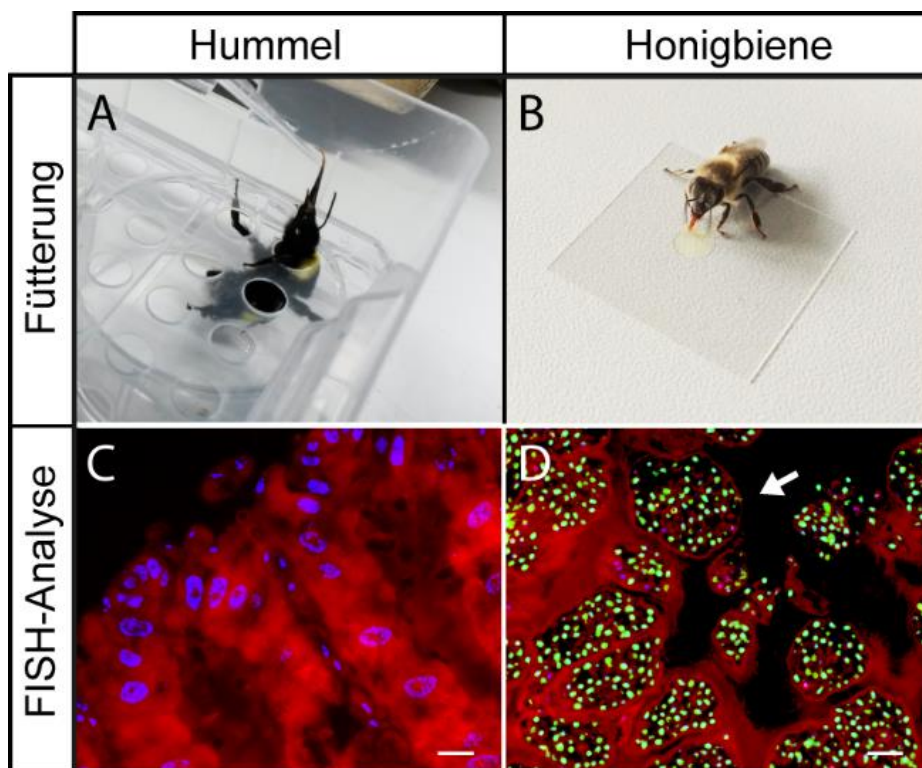 Hummel
Honigbiene
Fütterung
A
B
FISH-Analyse
C
D